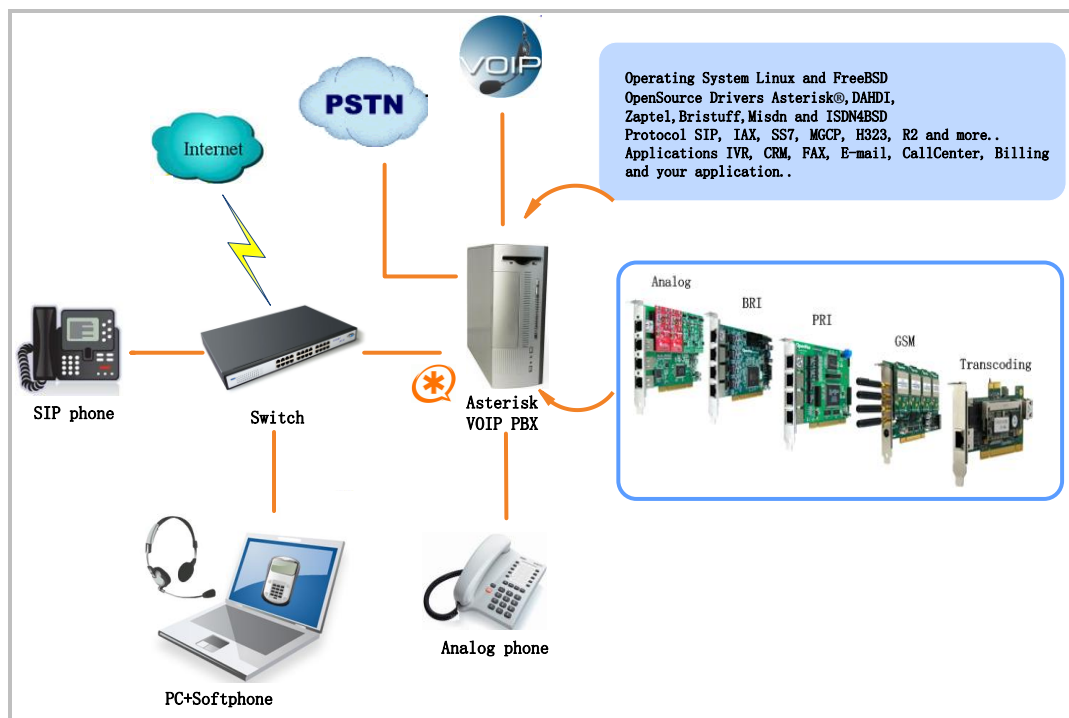 VOIP
PSTN
Internet
Operating System Linux and FreeBSD
OpenSource Drivers Asterisk®,DAHDI,
Zaptel,Bristuff,Misdn and ISDN4BSD
Protocol SIP, IAX, SS7, MGCP, H323, R2 and more..
Applications IVR, CRM, FAX, E-mail, CallCenter, Billing
and your application..
Analog
BRI
PRI
GSM
Transcoding
SIP phone
Switch
Asterisk
VOIP PBX
Analog phone
PC+Softphone